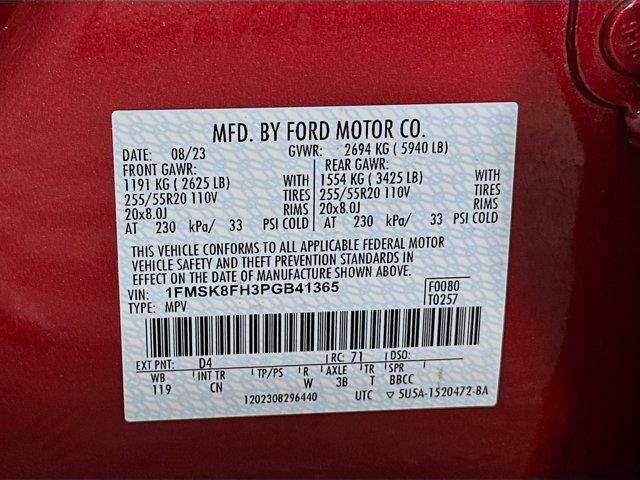 MFD. BY FORD MOTOR CO.
DATE: 08/23 GVWR: 2694 KG ( 5940 LB)
FRONT GAWR: REAR GAWR:
1191 KG ( 2625 LB) WITH 1554 KG ( 3425 LB) WITH
255/55R20 110V TIRES 255/55R20 110V TIRES
20x8.0J RIMS 20x8.0J RIMS
AT 230 kPa/ 33 PSI COLD AT 230 kPa/ 33 PSI COLD
THIS VEHICLE CONFORMS TO ALL APPLICABLE FEDERAL MOTOR
VEHICLE SAFETY AND THEFT PREVENTION STANDARDS IN
EFFECT ON THE DATE OF MANUFACTURE SHOWN ABOVE.
VIN: 1FMSK8FH3PGB41365 F0080
TYPE: MPV T0257
EXT PNT: D4 RC: 71 DSO:
WB INT TR TP/PS R AXLE TR S
119 CN W 3B T BBCC
1202308296440 UTC ▽ 5U5A-1520472-BA